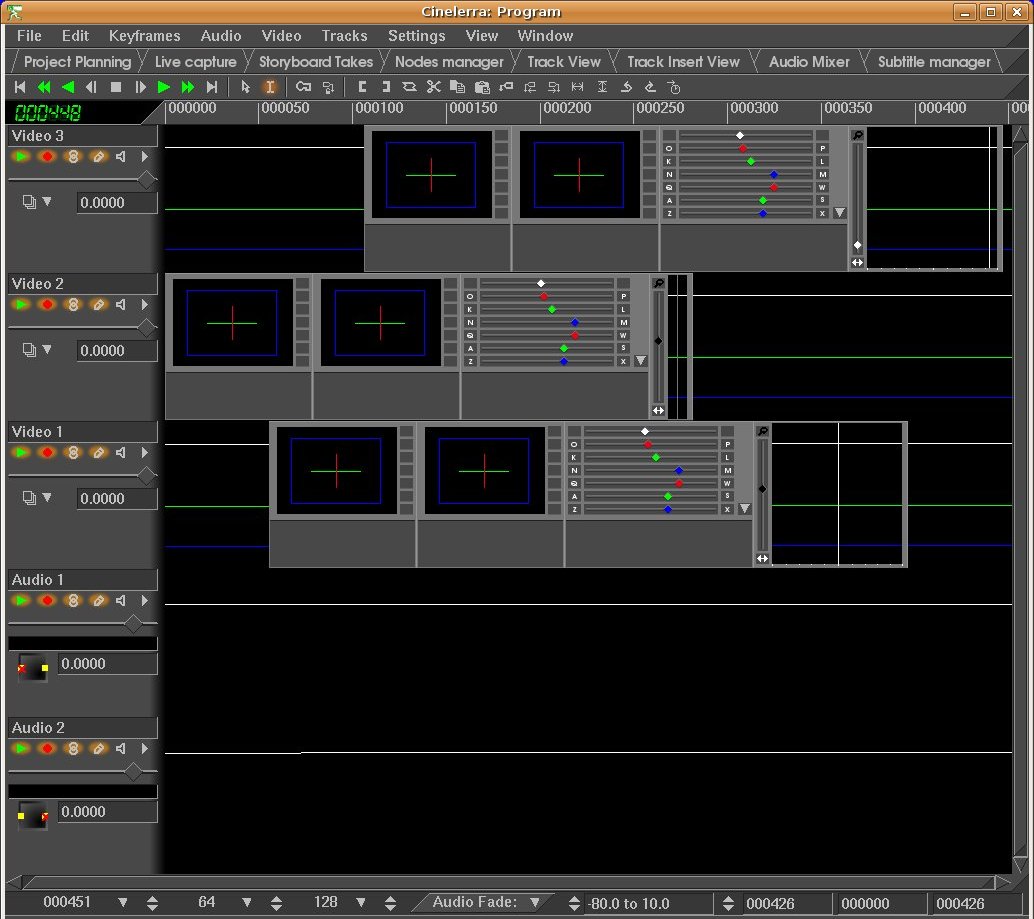 Cinelerra: Program
File Edit Keyframes Audio Video Tracks Settings View Window
Project Planning Live capture Storyboard Takes Nodes manager Track View Track Insert View Audio Mixer Subtitle manager
000448
000000 000050 000100 000150 000200 000250 000300 000350 000400 000
Video 3
O P
K L
N M
Q W
A S
Z X
0.0000
Video 2
O P
K L
N M
Q W
A S
Z X
0.0000
Video 1
O P
K L
N M
Q W
A S
Z X
0.0000
Audio 1
0.0000
Audio 2
0.0000
000451 64 128 Audio Fade: -80.0 to 10.0 000426 000000 000426